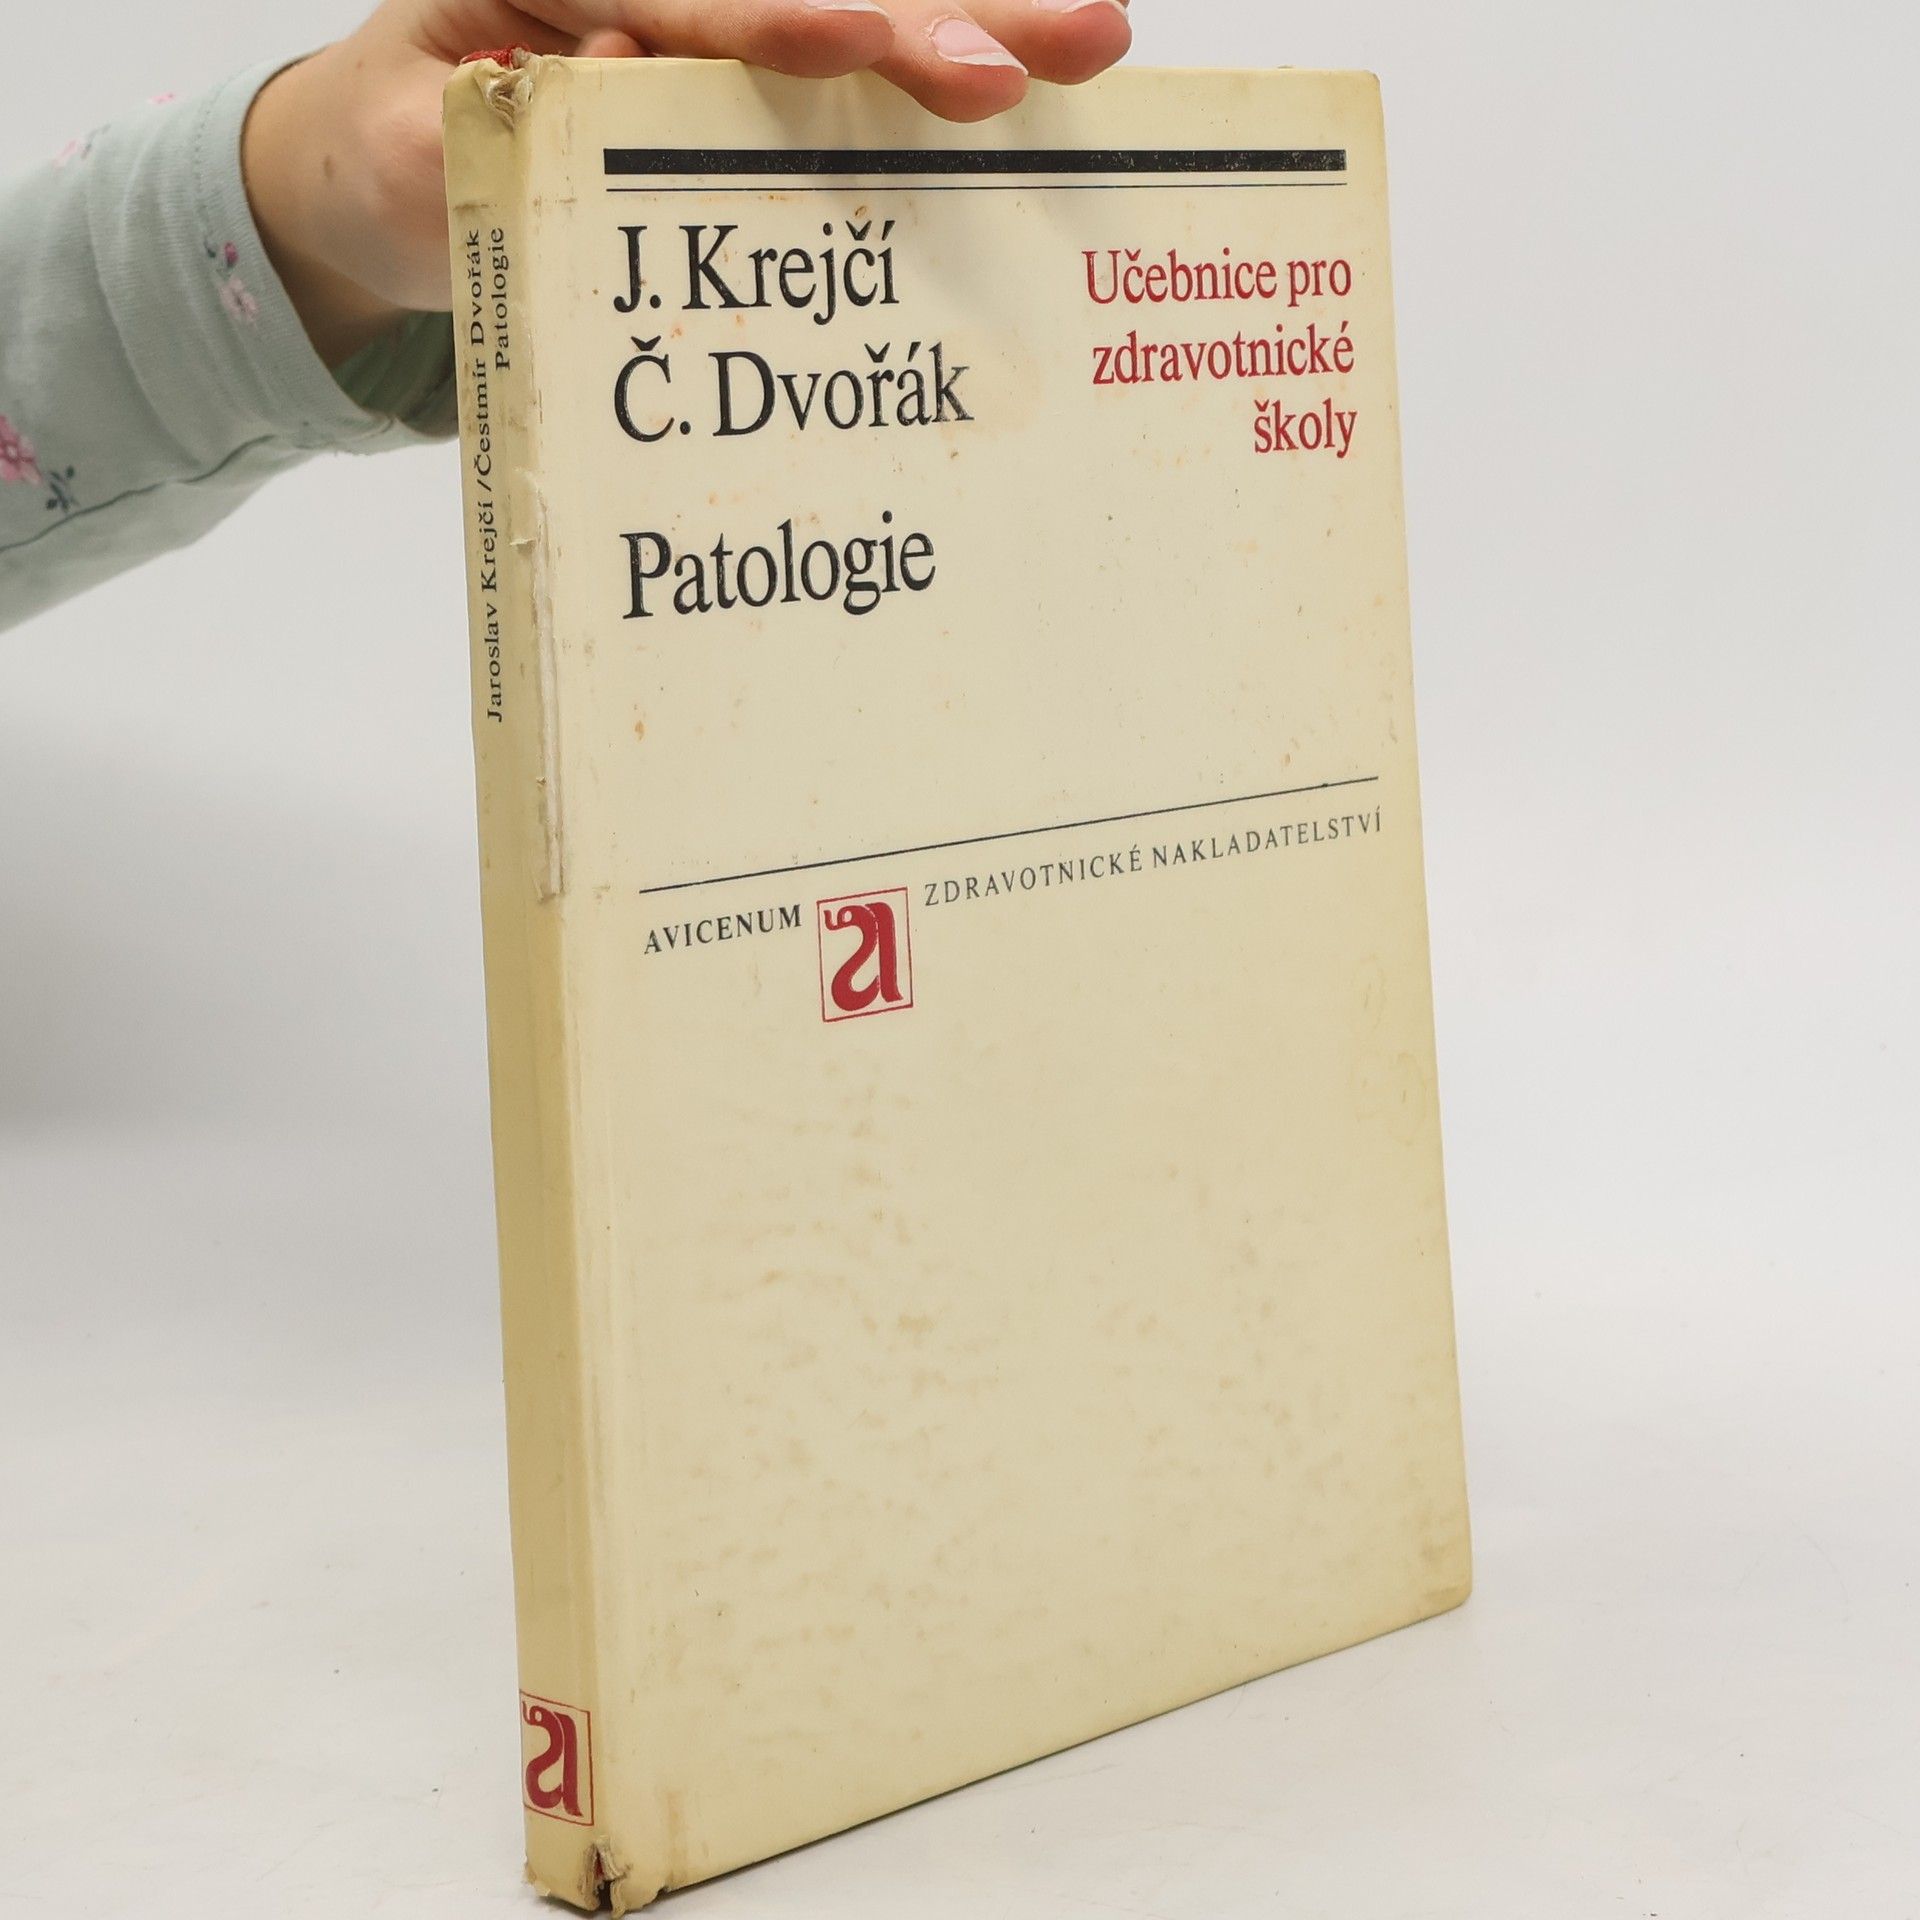 J. Krejčí
Č. Dvořák
Patologie
Učebnice pro
zdravotnické
školy
AVICENUM a ZDRAVOTNICKÉ NAKLADATELSTVÍ
Jaroslav Krejčí / Čestmír Dvořák
Patologie
a